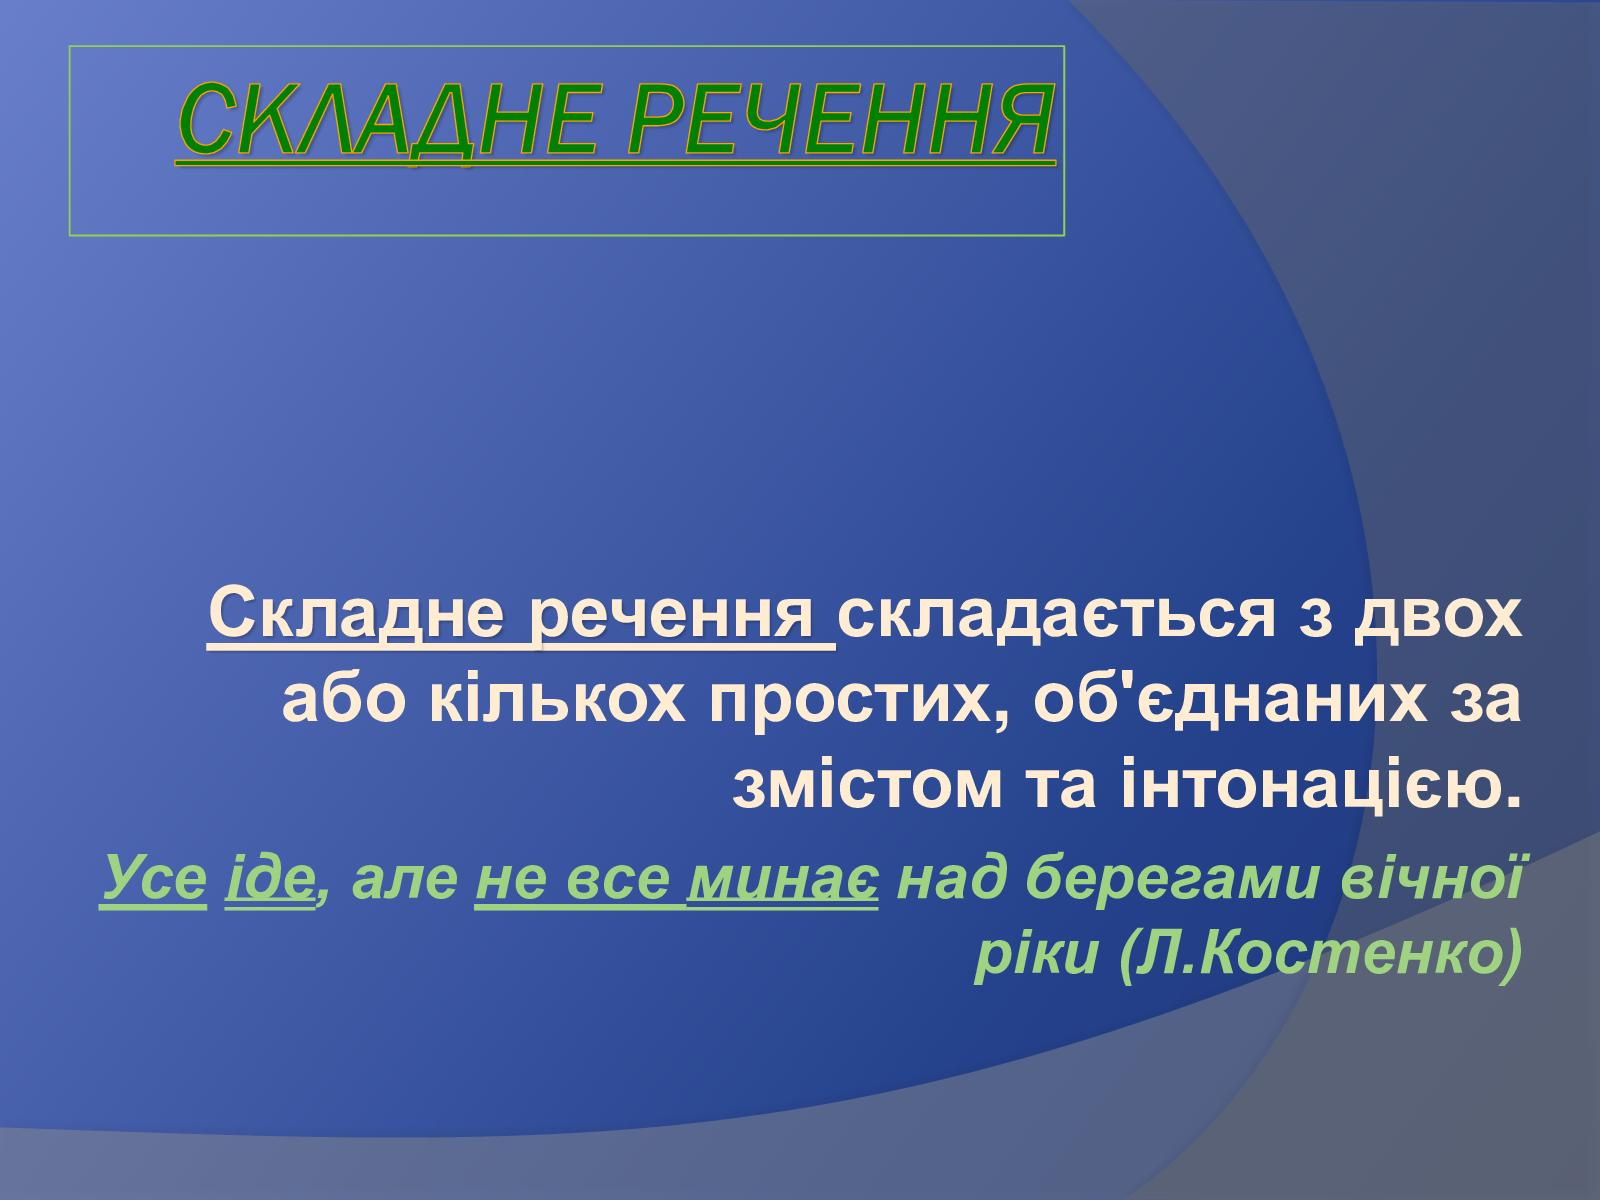 СКЛАДНЕ РЕЧЕННЯ
Складне речення складається з двох
або кількох простих, об'єднаних за
змістом та інтонацією.
Усе іде, але не все минає над берегами вічної
ріки (Л.Костенко)